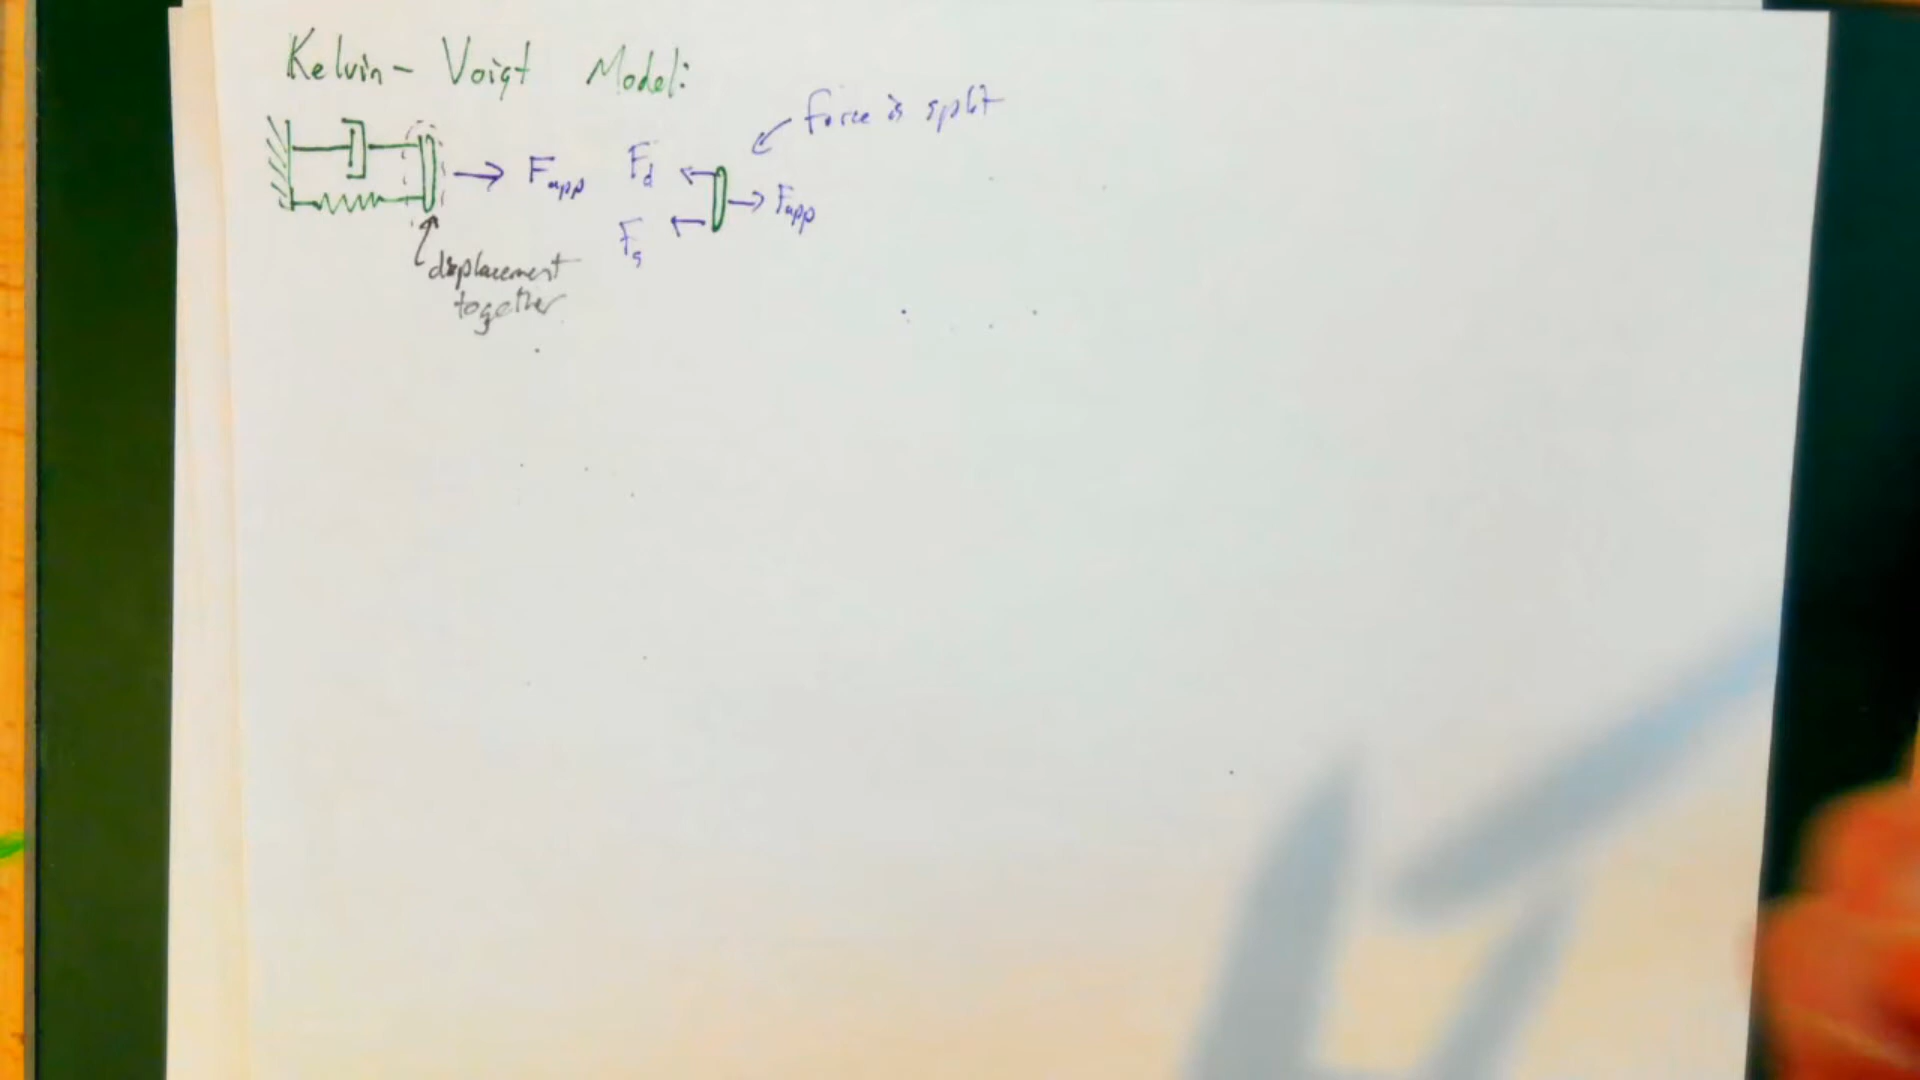 Kelvin - Voigt Model:
force is split
Fapp
Fd
Fapp
Fs
displacement
together